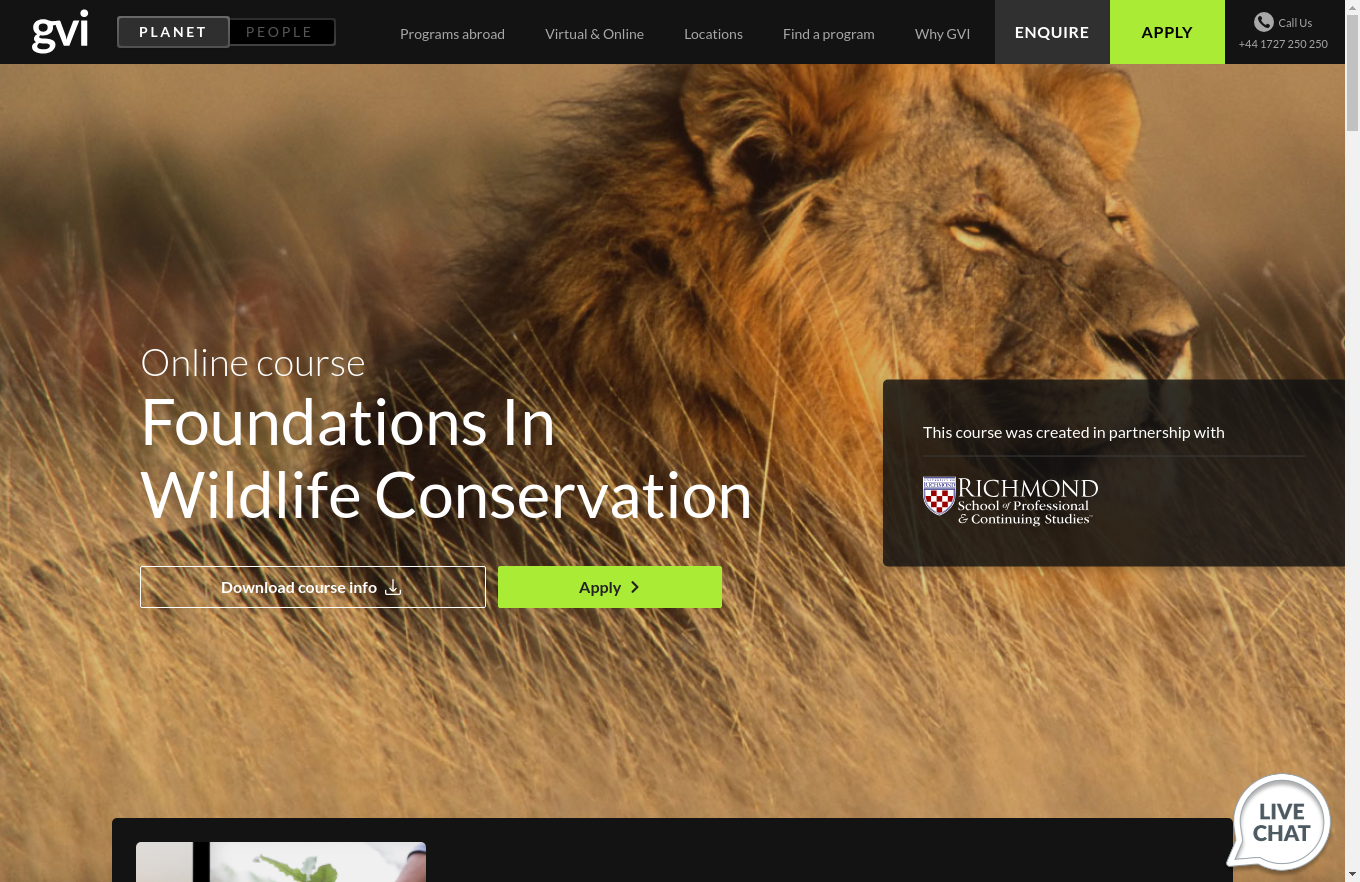 gvi
PLANET
PEOPLE
Programs abroad
Virtual & Online
Locations
Find a program
Why GVI
ENQUIRE
APPLY
Call Us
+44 1727 250 250
Online course
Foundations In
Wildlife Conservation
Download course info
Apply
This course was created in partnership with
RICHMOND
School of Professional
& Continuing Studies
LIVE
CHAT